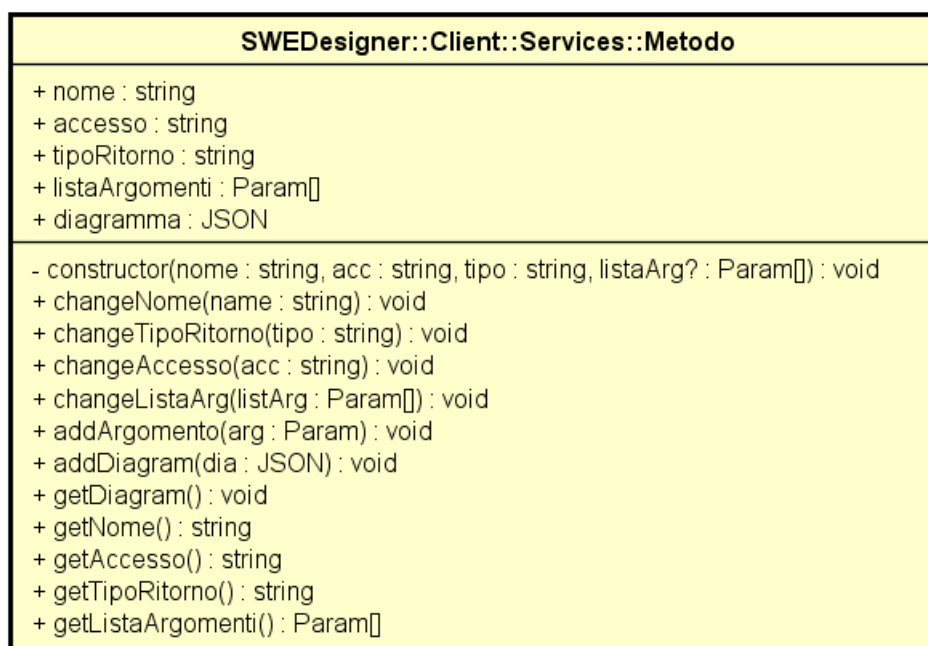 SWEDesigner::Client::Services::Metodo
+ nome : string
+ accesso : string
+ tipoRitorno : string
+ listaArgomenti : Param[]
+ diagramma : JSON
- constructor(nome : string, acc : string, tipo : string, listaArg? : Param[]) : void
+ changeNome(name : string) : void
+ changeTipoRitorno(tipo : string) : void
+ changeAccesso(acc : string) : void
+ changeListaArg(listArg : Param[]) : void
+ addArgomento(arg : Param) : void
+ addDiagram(dia : JSON) : void
+ getDiagram() : void
+ getNome() : string
+ getAccesso() : string
+ getTipoRitorno() : string
+ getListaArgomenti() : Param[]